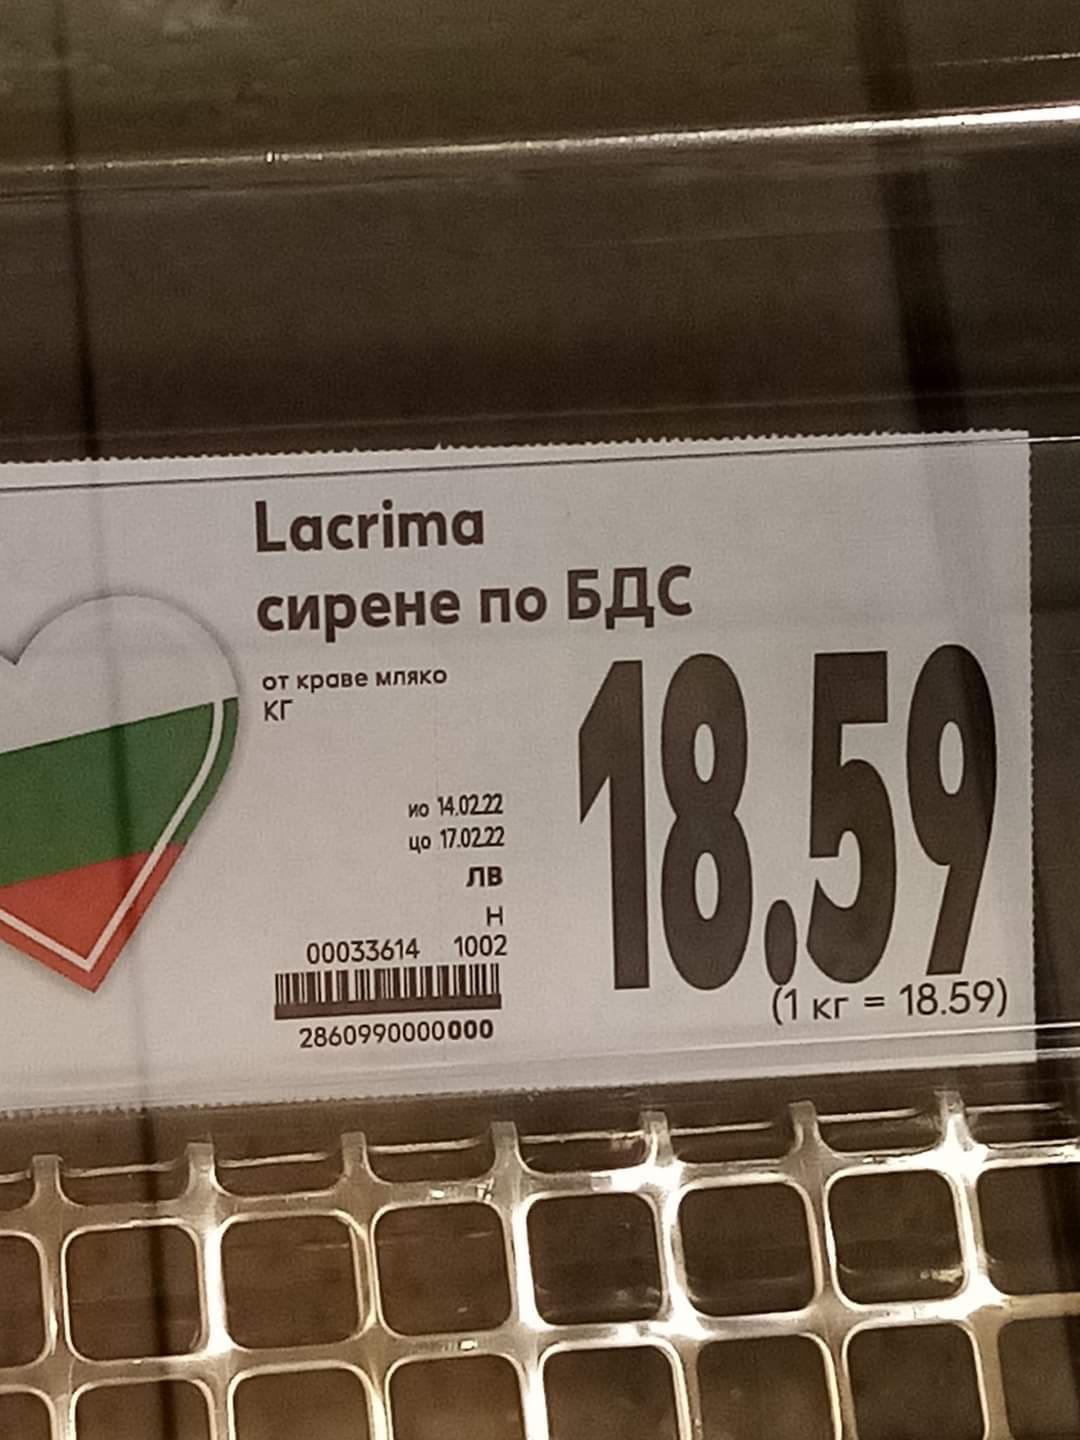 Lacrima
сирене по БДС
от краве мляко
КГ
18.59
ио 14.02.22
цо 17.02.22
лв
Н
00033614 1002
2860990000000
(1 кг = 18.59)